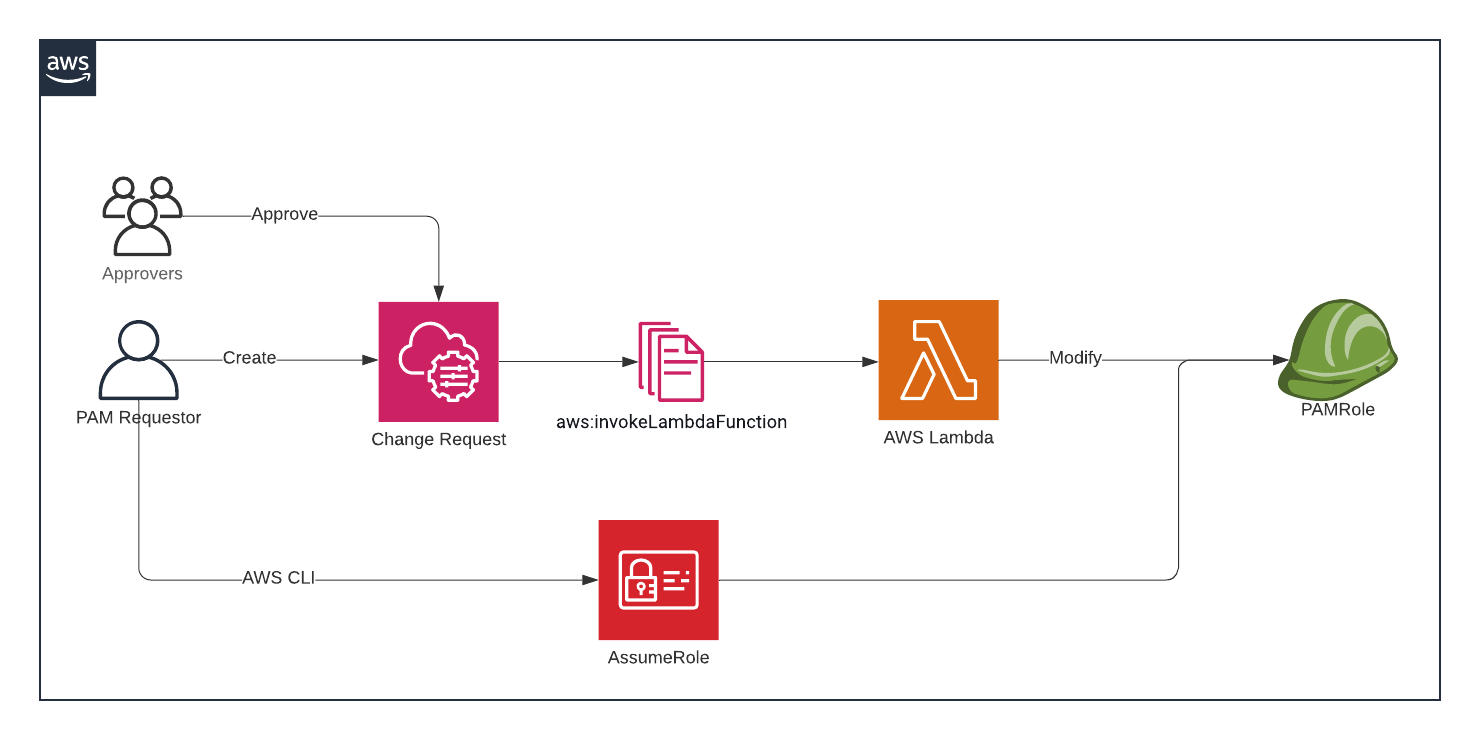 aws
Approve
Approvers
Create
PAM Requestor
Change Request
aws:invokeLambdaFunction
AWS Lambda
Modify
PAMRole
AWS CLI
AssumeRole